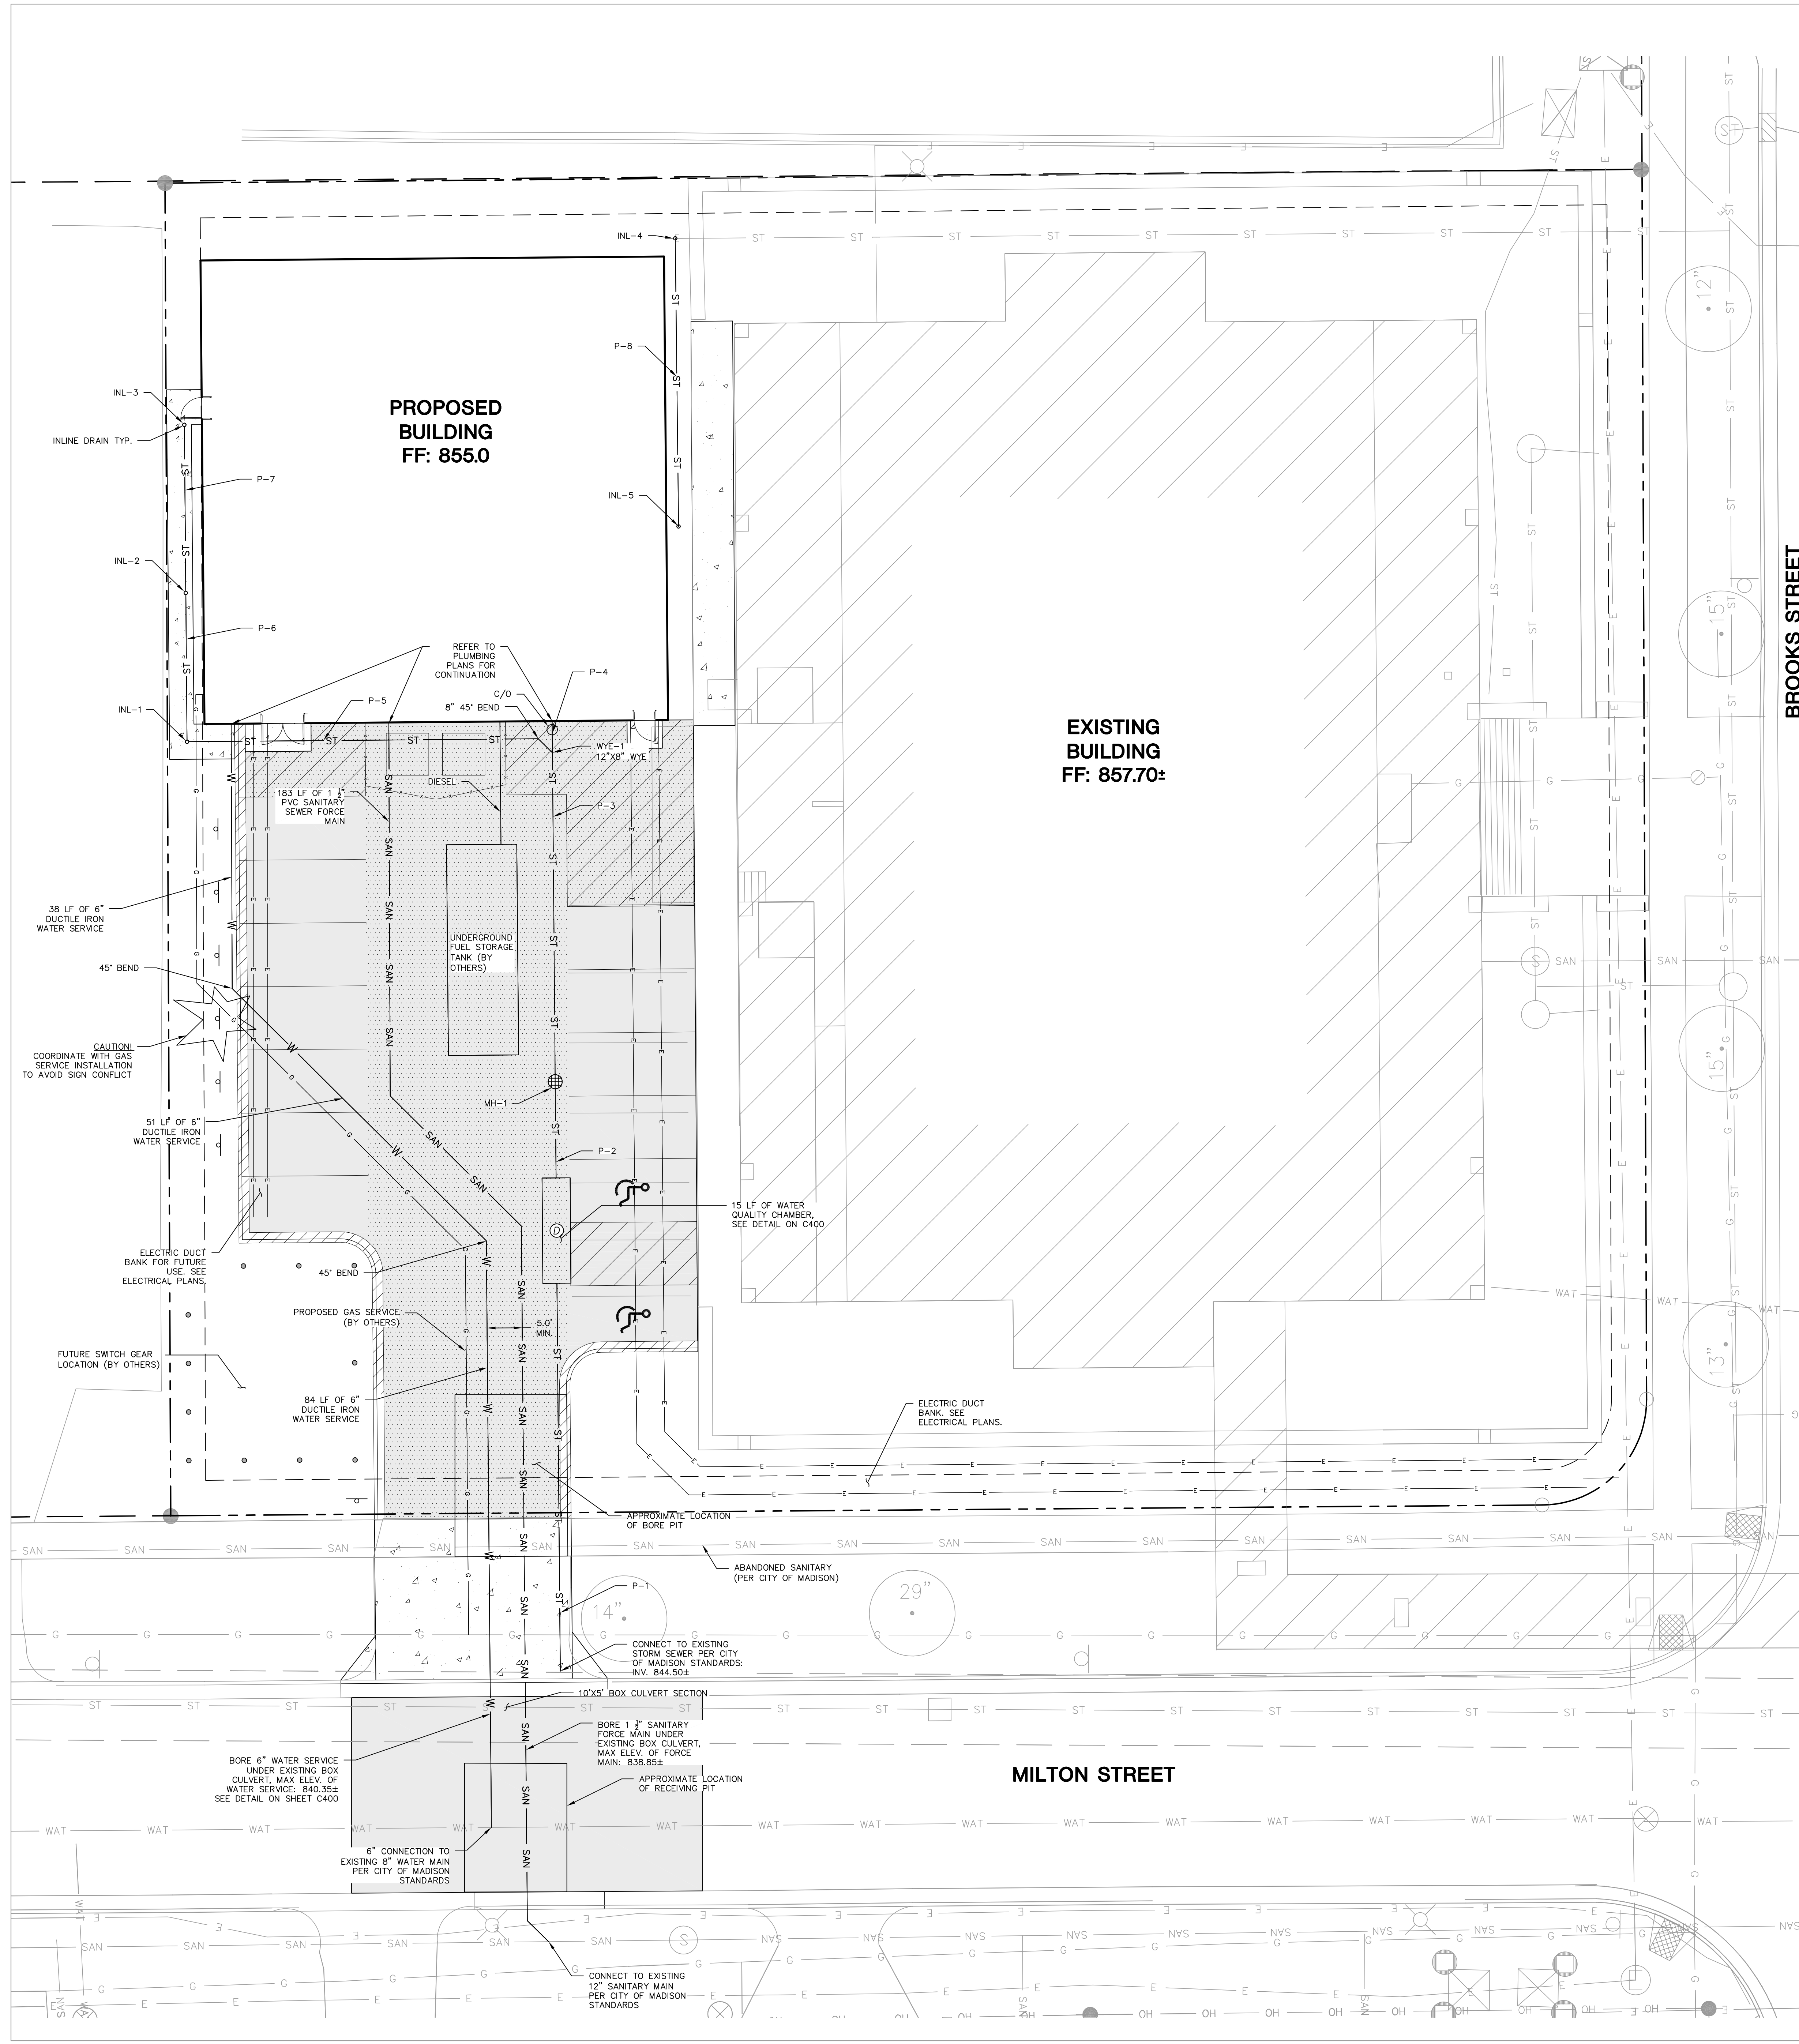 INL-4
P-8
INL-3
INLINE DRAIN TYP.
PROPOSED
BUILDING
FF: 855.0
P-7
INL-5
INL-2
P-6
REFER TO
PLUMBING
PLANS FOR
CONTINUATION
P-4
C/O
8" 45° BEND
P-5
INL-1
WYE-1
12"X8" WYE
DIESEL
183 LF OF 1 ½"
PVC SANITARY
SEWER FORCE
MAIN
P-3
EXISTING
BUILDING
FF: 857.70±
BROOKS STREET
12"
15"
15"
13"
38 LF OF 6"
DUCTILE IRON
WATER SERVICE
UNDERGROUND
FUEL STORAGE
TANK (BY
OTHERS)
45° BEND
CAUTION!
COORDINATE WITH GAS
SERVICE INSTALLATION
TO AVOID SIGN CONFLICT
MH-1
51 LF OF 6"
DUCTILE IRON
WATER SERVICE
P-2
15 LF OF WATER
QUALITY CHAMBER,
SEE DETAIL ON C400
D
ELECTRIC DUCT
BANK FOR FUTURE
USE. SEE
ELECTRICAL PLANS.
45° BEND
PROPOSED GAS SERVICE
(BY OTHERS)
5.0'
MIN.
FUTURE SWITCH GEAR
LOCATION (BY OTHERS)
84 LF OF 6"
DUCTILE IRON
WATER SERVICE
ELECTRIC DUCT
BANK. SEE
ELECTRICAL PLANS.
APPROXIMATE LOCATION
OF BORE PIT
ABANDONED SANITARY
(PER CITY OF MADISON)
P-1
14"
29"
CONNECT TO EXISTING
STORM SEWER PER CITY
OF MADISON STANDARDS:
INV. 844.50±
10'X5' BOX CULVERT SECTION
BORE 1 ½" SANITARY
FORCE MAIN UNDER
EXISTING BOX CULVERT,
MAX ELEV. OF FORCE
MAIN: 838.85±
BORE 6" WATER SERVICE
UNDER EXISTING BOX
CULVERT, MAX ELEV. OF
WATER SERVICE: 840.35±
SEE DETAIL ON SHEET C400
APPROXIMATE LOCATION
OF RECEIVING PIT
MILTON STREET
6" CONNECTION TO
EXISTING 8" WATER MAIN
PER CITY OF MADISON
STANDARDS
CONNECT TO EXISTING
12" SANITARY MAIN
PER CITY OF MADISON
STANDARDS